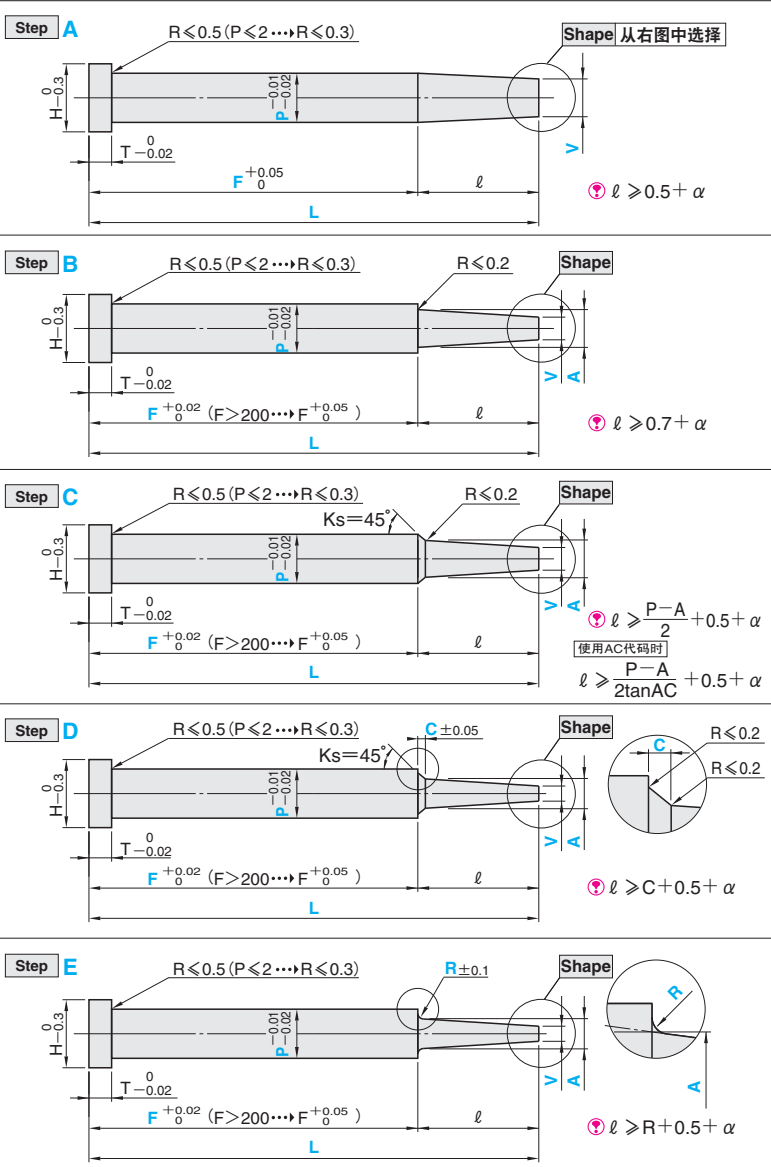 Step A
R≤0.5(P≤2⋯▸R≤0.3)
Shape 从右图中选择
H 0 −0.3
P −0.01 −0.02
V
T 0 −0.02
F +0.05 0
ℓ
L
ℓ ≥0.5+α
Step B
R≤0.5(P≤2⋯▸R≤0.3)
R≤0.2
Shape
H 0 −0.3
P −0.01 −0.02
V A
T 0 −0.02
F +0.02 0 (F>200⋯▸F +0.05 0 )
ℓ
L
ℓ ≥0.7+α
Step C
R≤0.5(P≤2⋯▸R≤0.3)
R≤0.2
Shape
Ks=45°
H 0 −0.3
P −0.01 −0.02
V A
T 0 −0.02
F +0.02 0 (F>200⋯▸F +0.05 0 )
ℓ
L
ℓ ≥ P−A / 2 +0.5+α
使用AC代码时
ℓ ≥ P−A / 2tanAC +0.5+α
Step D
R≤0.5(P≤2⋯▸R≤0.3)
C±0.05
Shape
Ks=45°
H 0 −0.3
P −0.01 −0.02
V A
C
R≤0.2
R≤0.2
T 0 −0.02
F +0.02 0 (F>200⋯▸F +0.05 0 )
ℓ
L
ℓ ≥C+0.5+α
Step E
R≤0.5(P≤2⋯▸R≤0.3)
R±0.1
Shape
H 0 −0.3
P −0.01 −0.02
V A
R
A
T 0 −0.02
F +0.02 0 (F>200⋯▸F +0.05 0 )
ℓ
L
ℓ ≥R+0.5+α